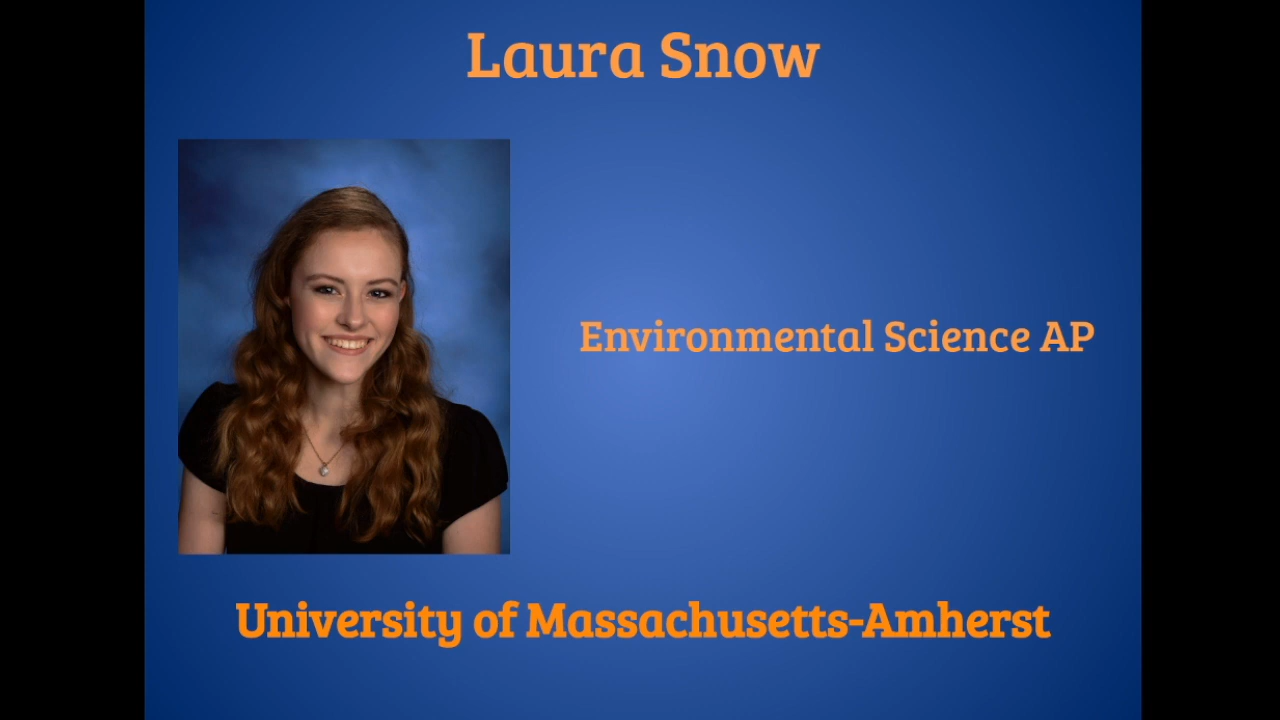 Laura Snow
Environmental Science AP
University of Massachusetts-Amherst